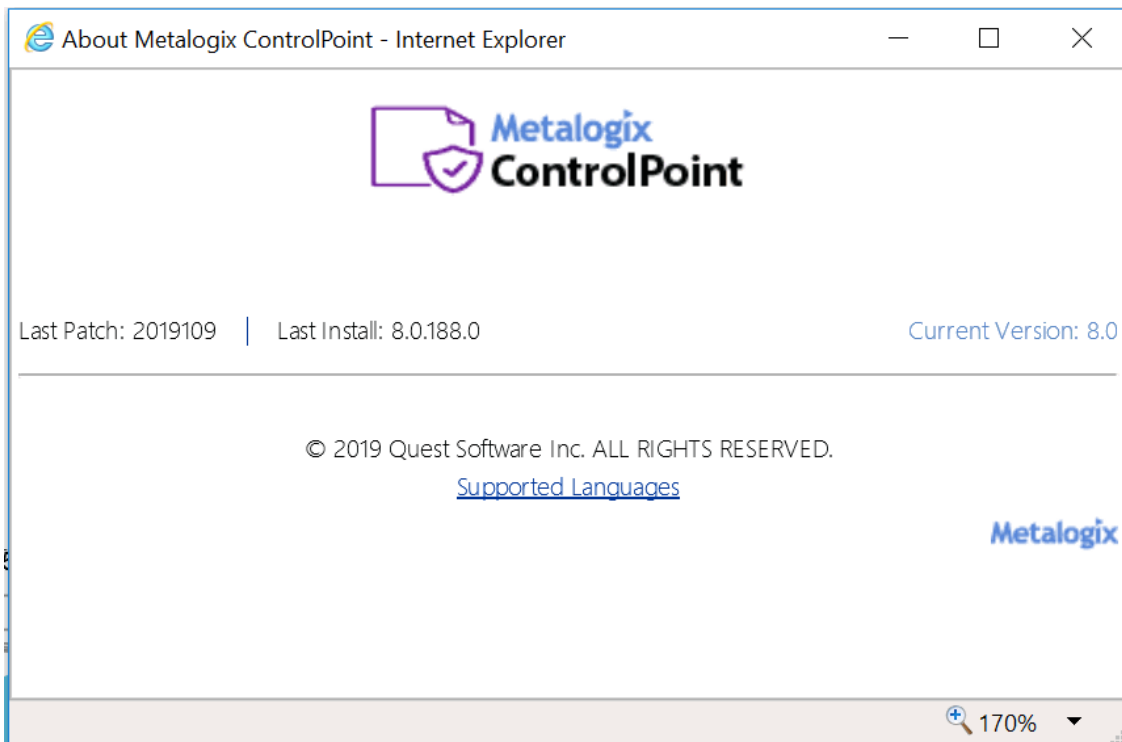 About Metalogix ControlPoint - Internet Explorer
Metalogix
ControlPoint
Last Patch: 2019109 | Last Install: 8.0.188.0 Current Version: 8.0
© 2019 Quest Software Inc. ALL RIGHTS RESERVED.
Supported Languages
Metalogix
170%